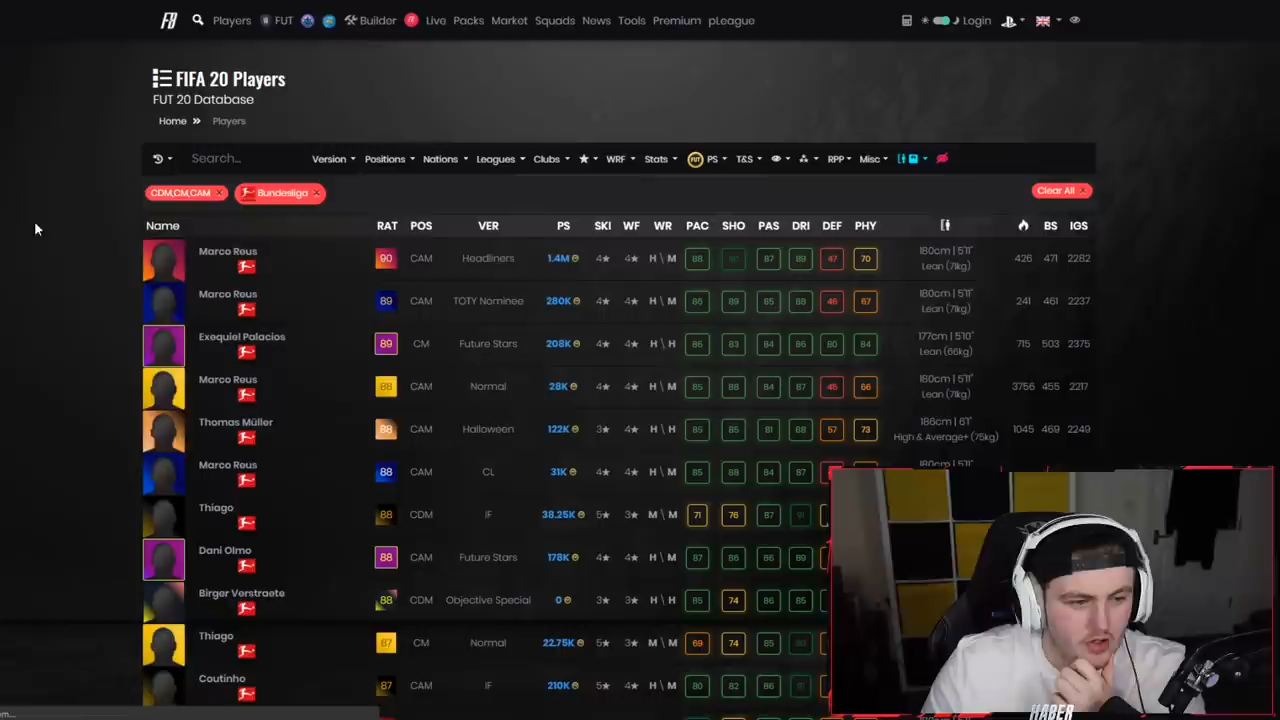 F8 Players FUT Builder Live Packs Market Squads News Tools Premium pLeague Login
FIFA 20 Players
FUT 20 Database
Home » Players
Search... Version Positions Nations Leagues Clubs WRF Stats FUT PS T&S RPP Misc
CDM,CM,CAM × Bundesliga × Clear All ×
Name RAT POS VER PS SKI WF WR PAC SHO PAS DRI DEF PHY BS IGS
Marco Reus 90 CAM Headliners 1.4M 4★ 4★ H \ M 88 90 87 89 47 70 180cm | 5'11" Lean (71kg) 426 471 2282
Marco Reus 89 CAM TOTY Nominee 280K 4★ 4★ H \ M 86 89 85 88 46 67 180cm | 5'11" Lean (71kg) 241 461 2237
Exequiel Palacios 89 CM Future Stars 208K 4★ 4★ H \ H 86 83 84 86 80 84 177cm | 5'10" Lean (66kg) 715 503 2375
Marco Reus 88 CAM Normal 28K 4★ 4★ H \ M 85 88 84 87 45 66 180cm | 5'11" Lean (71kg) 3756 455 2217
Thomas Müller 88 CAM Halloween 122K 3★ 4★ H \ H 85 85 81 88 57 73 186cm | 6'1" High & Average+ (75kg) 1045 469 2249
Marco Reus 88 CAM CL 31K 4★ 4★ H \ M 85 88 84 87 180cm | 5'11"
Thiago 88 CDM IF 38.25K 5★ 3★ M \ M 71 76 87 91
Dani Olmo 88 CAM Future Stars 178K 4★ 4★ H \ M 87 86 86 89
Birger Verstraete 88 CDM Objective Special 0 3★ 3★ H \ H 85 74 86 85
Thiago 87 CM Normal 22.75K 5★ 3★ M \ M 69 74 85 90
Coutinho 87 CAM IF 210K 5★ 4★ H \ M 80 82 86
HABER